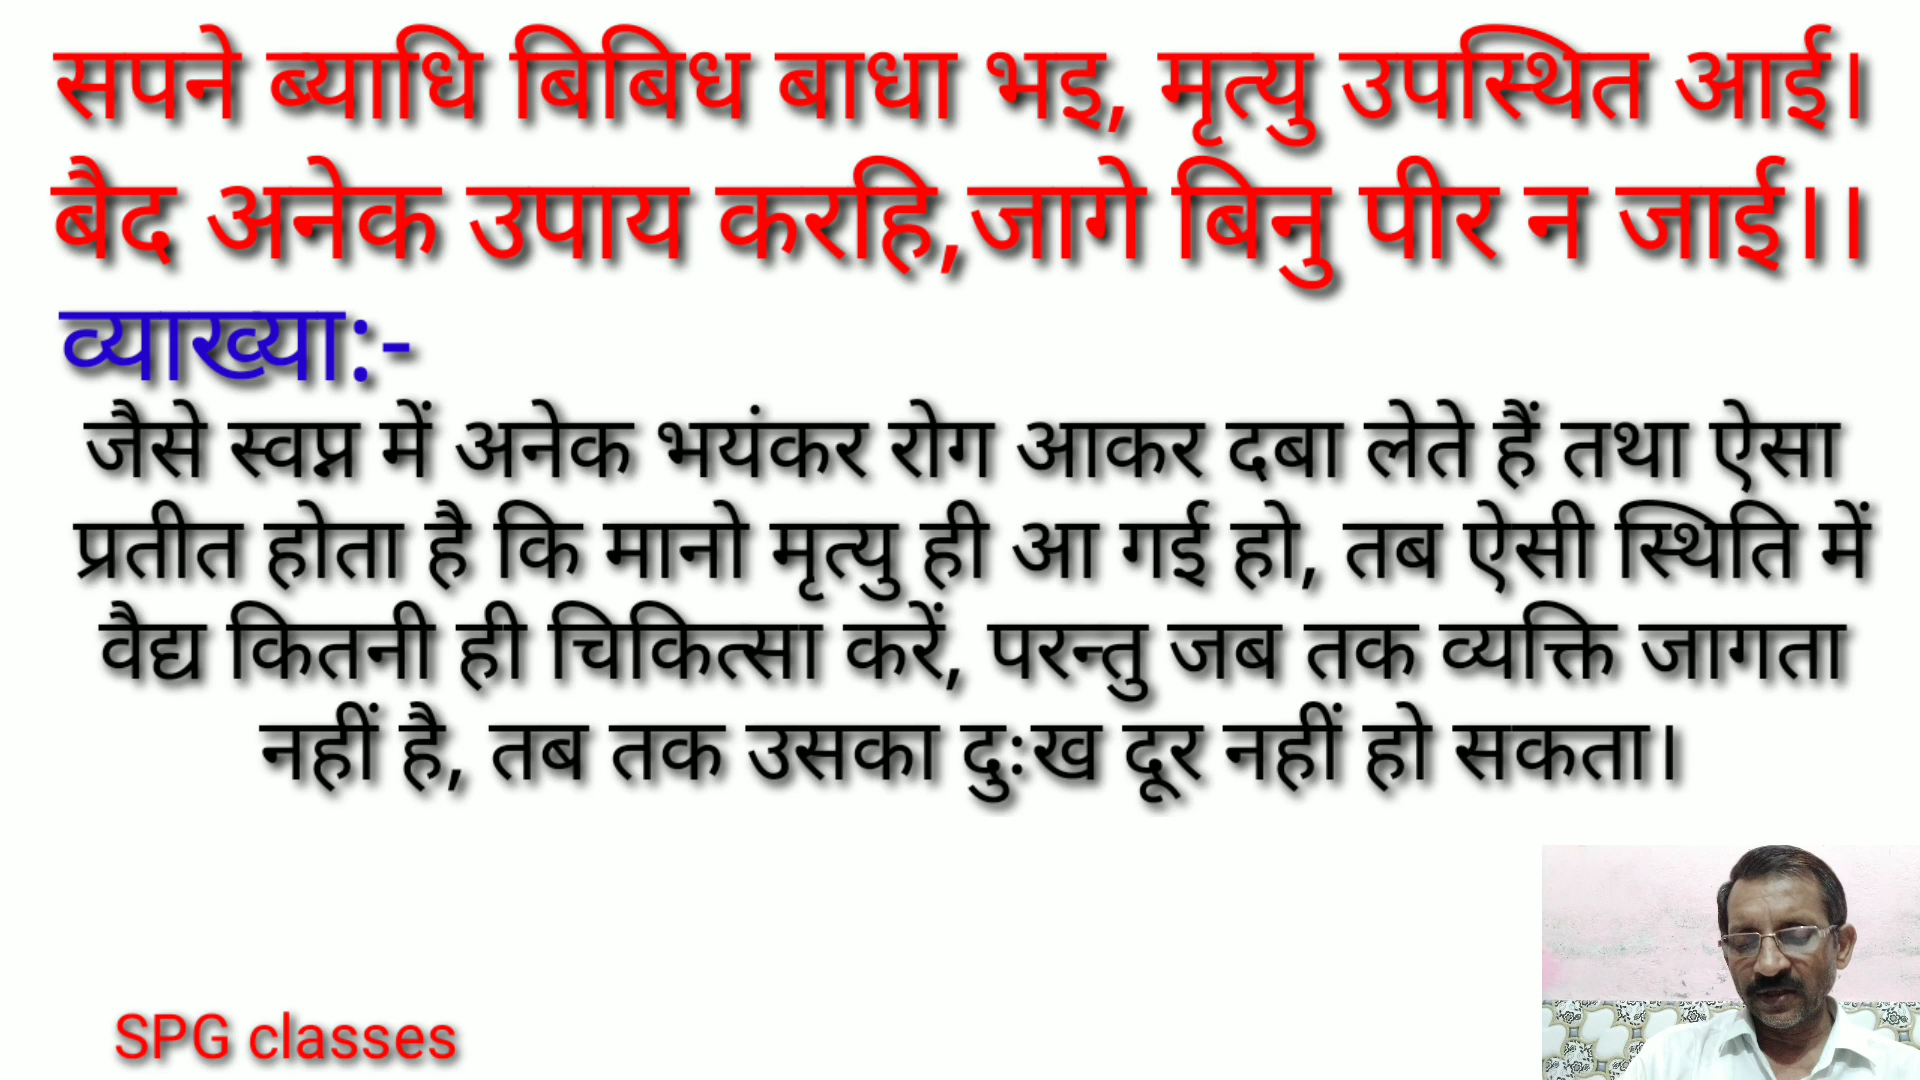 सपने ब्याधि बिबिध बाधा भइ, मृत्यु उपस्थित आई।
बैद अनेक उपाय करहि,जागे बिनु पीर न जाई।।
व्याख्या:-
जैसे स्वप्न में अनेक भयंकर रोग आकर दबा लेते हैं तथा ऐसा
प्रतीत होता है कि मानो मृत्यु ही आ गई हो, तब ऐसी स्थिति में
वैद्य कितनी ही चिकित्सा करें, परन्तु जब तक व्यक्ति जागता
नहीं है, तब तक उसका दुःख दूर नहीं हो सकता।
SPG classes